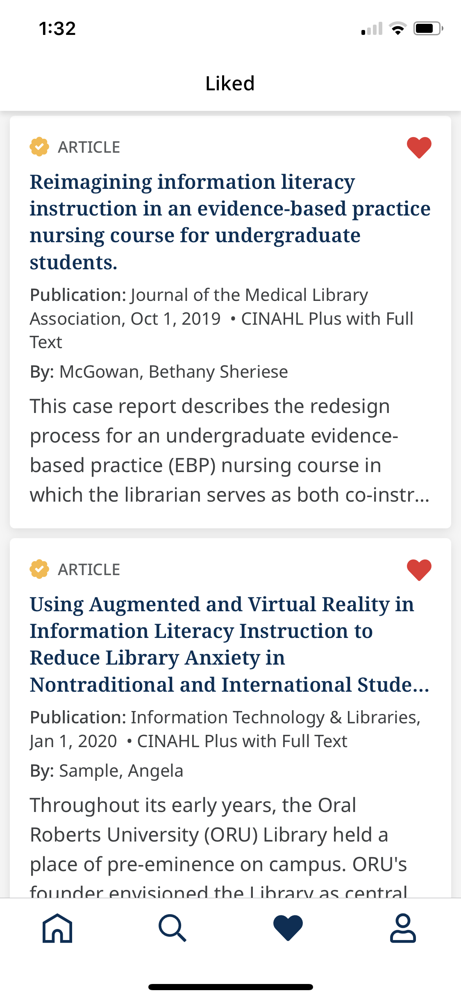 1:32
Liked
ARTICLE
Reimagining information literacy
instruction in an evidence-based practice
nursing course for undergraduate
students.
Publication: Journal of the Medical Library
Association, Oct 1, 2019 • CINAHL Plus with Full
Text
By: McGowan, Bethany Sheriese
This case report describes the redesign
process for an undergraduate evidence-
based practice (EBP) nursing course in
which the librarian serves as both co-instr...
ARTICLE
Using Augmented and Virtual Reality in
Information Literacy Instruction to
Reduce Library Anxiety in
Nontraditional and International Stude...
Publication: Information Technology & Libraries,
Jan 1, 2020 • CINAHL Plus with Full Text
By: Sample, Angela
Throughout its early years, the Oral
Roberts University (ORU) Library held a
place of pre-eminence on campus. ORU's
founder envisioned the Library as central